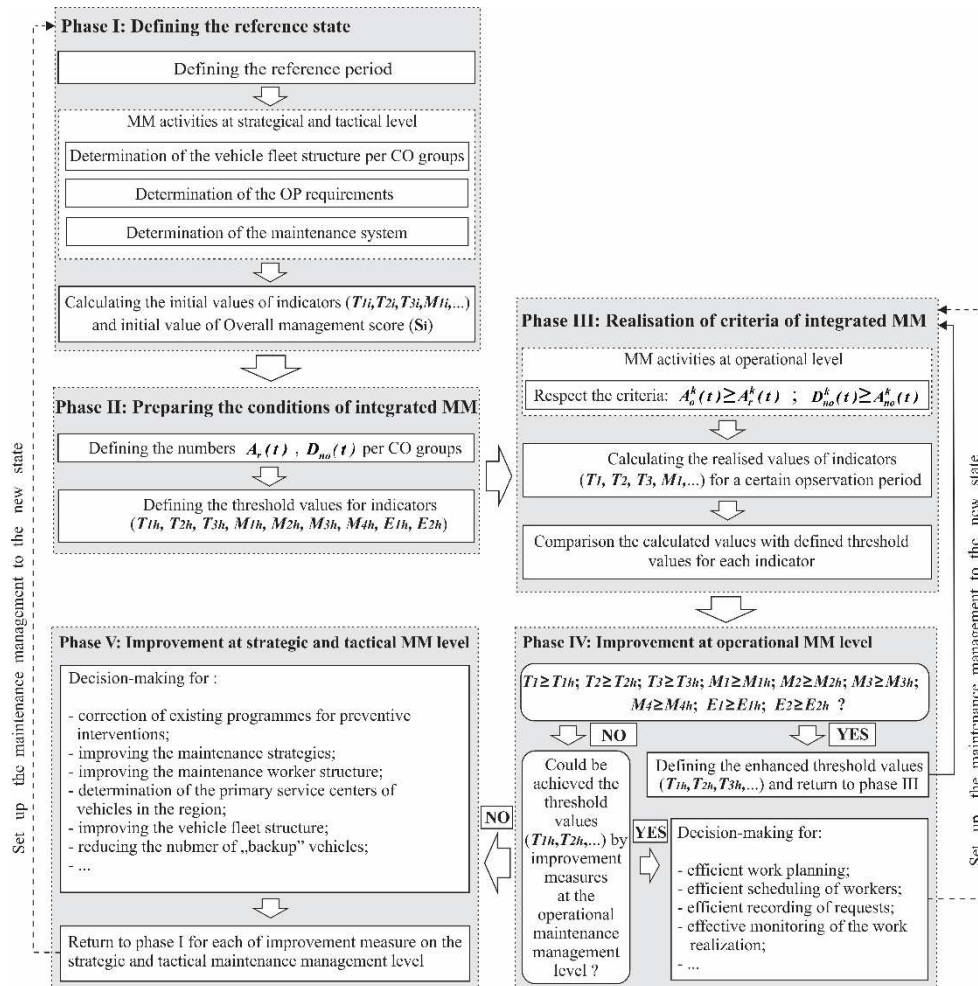 Phase I: Defining the reference state
Defining the reference period
MM activities at strategical and tactical level
Determination of the vehicle fleet structure per CO groups
Determination of the OP requirements
Determination of the maintenance system
Calculating the initial values of indicators (T1i,T2i,T3i,M1i,...)
and initial value of Overall management score (Si)
Phase II: Preparing the conditions of integrated MM
Defining the numbers Ar(t) , Dno(t) per CO groups
Defining the threshold values for indicators
(T1h, T2h, T3h, M1h, M2h, M3h, M4h, E1h, E2h)
Phase III: Realisation of criteria of integrated MM
MM activities at operational level
Respect the criteria: A_o^k(t)≥A_r^k(t) ; D_no^k(t)≥A_no^k(t)
Calculating the realised values of indicators
(T1, T2, T3, M1,...) for a certain opservation period
Comparison the calculated values with defined threshold
values for each indicator
Phase IV: Improvement at operational MM level
T1≥T1h; T2≥T2h; T3≥T3h; M1≥M1h; M2≥M2h; M3≥M3h;
M4≥M4h; E1≥E1h; E2≥E2h ?
NO
YES
Could be
achieved the
threshold
values
(T1h,T2h,...) by
improvement
measures
at the
operational
maintenance
management
level ?
Defining the enhanced threshold values
(T1h,T2h,T3h,...) and return to phase III
YES
Decision-making for:
- efficient work planning;
- efficient scheduling of workers;
- efficient recording of requests;
- effective monitoring of the work
realization;
- ...
NO
Phase V: Improvement at strategic and tactical MM level
Decision-making for :
- correction of existing programmes for preventive
interventions;
- improving the maintenance strategies;
- improving the maintenance worker structure;
- determination of the primary service centers of
vehicles in the region;
- improving the vehicle fleet structure;
- reducing the nubmer of „backup” vehicles;
- ...
Return to phase I for each of improvement measure on the
strategic and tactical maintenance management level
Set up the maintenance management to the new state
Set up the maintenance management to the new state